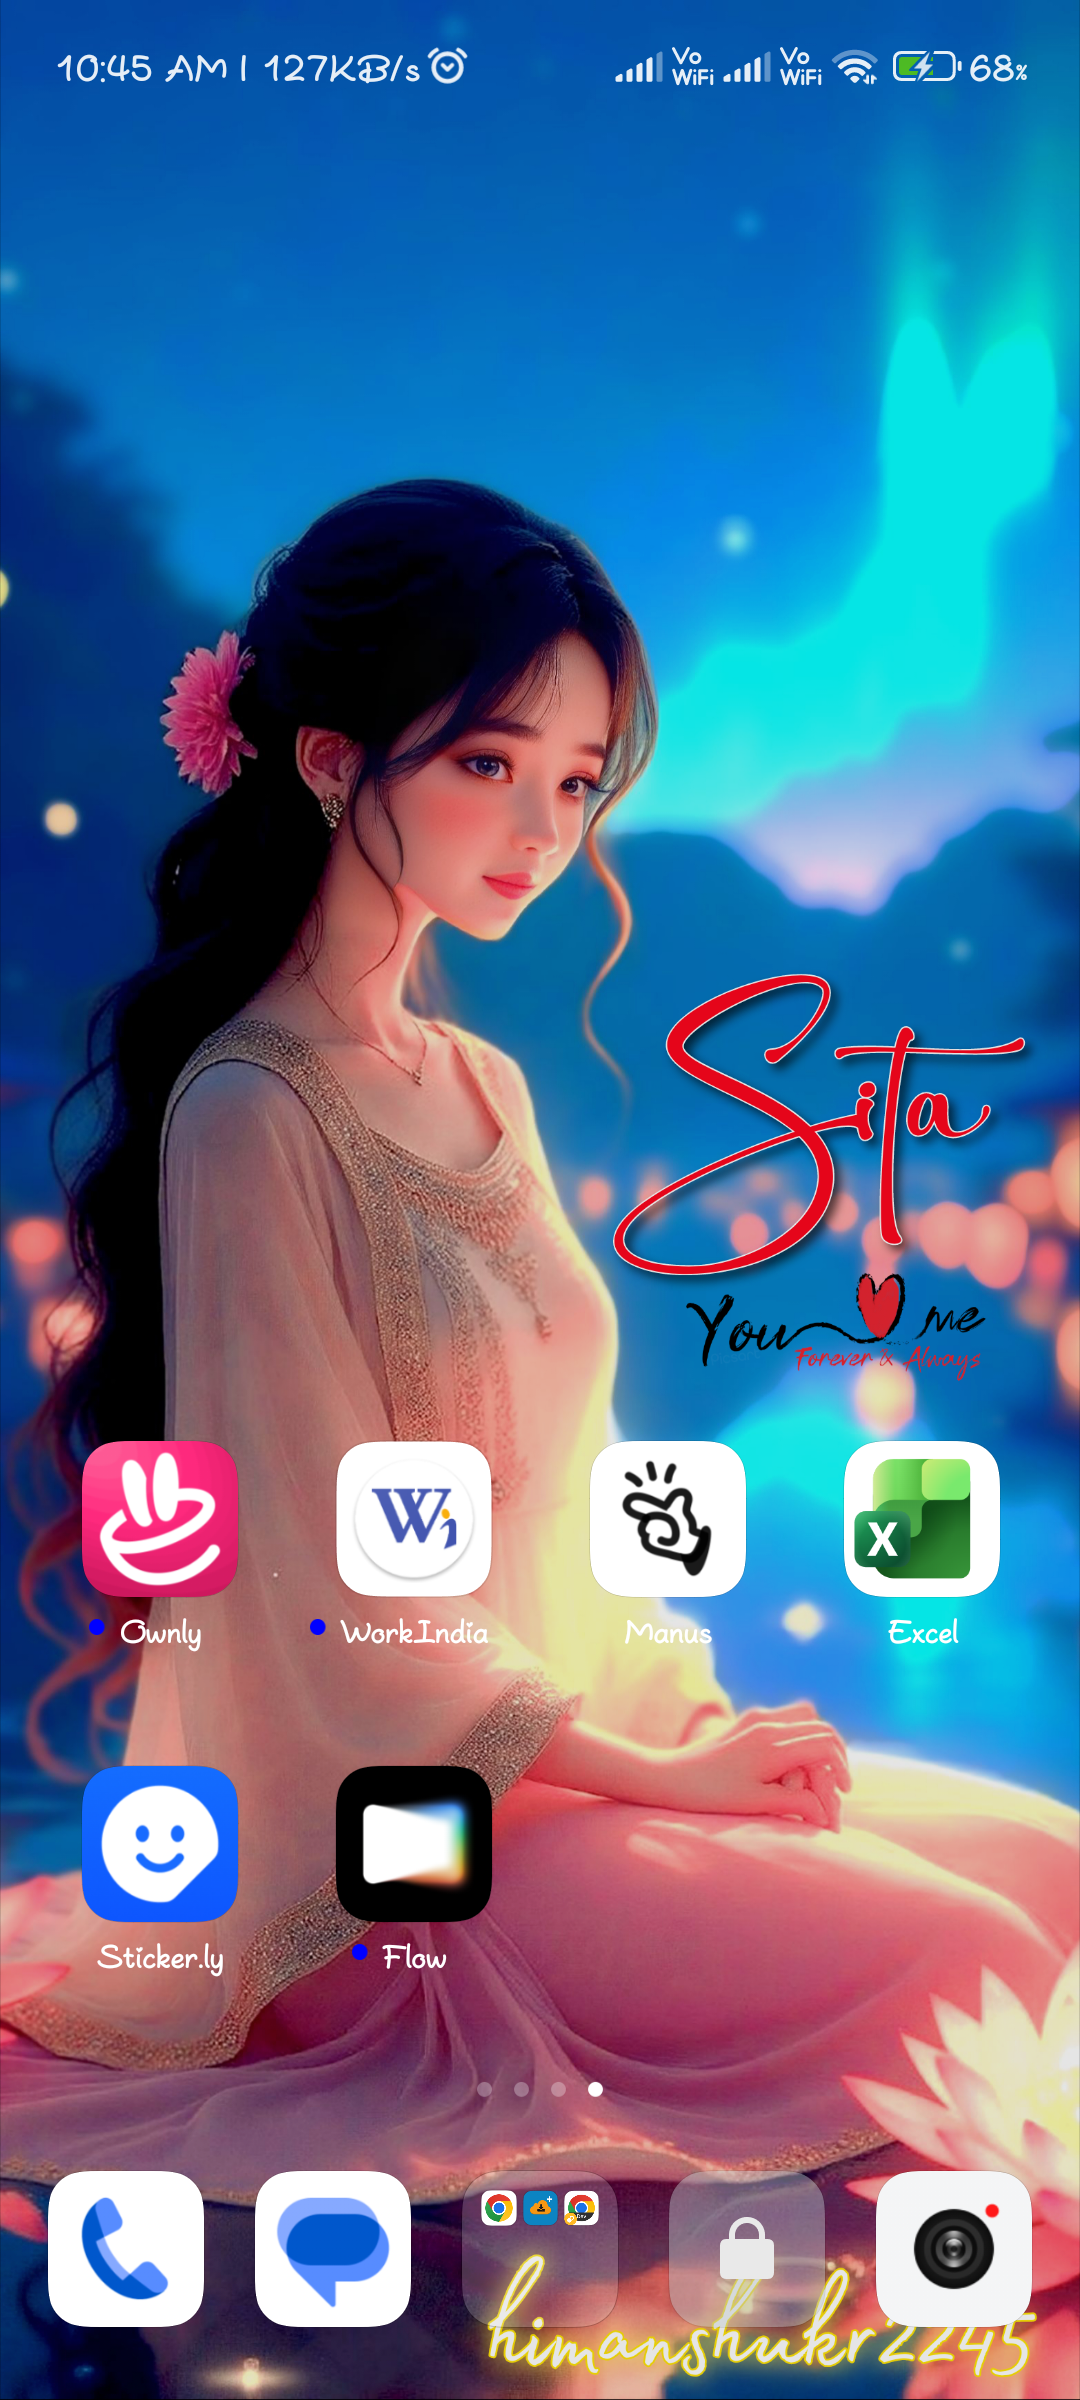 10:45 AM | 127KB/s Vo WiFi Vo WiFi 68%
Sita
You me
Forever & Always
W
X
Ownly WorkIndia Manus Excel
Sticker.ly Flow
Dev
himanshukr2245